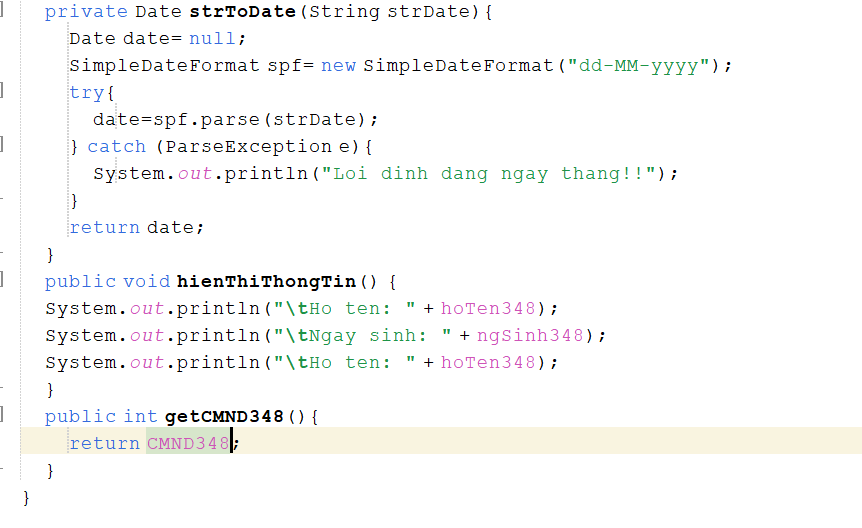 private Date strToDate(String strDate){
Date date= null;
SimpleDateFormat spf= new SimpleDateFormat("dd-MM-yyyy");
try{
date=spf.parse(strDate);
} catch (ParseException e){
System.out.println("Loi dinh dang ngay thang!!");
}
return date;
}
public void hienThiThongTin() {
System.out.println("\tHo ten: " + hoTen348);
System.out.println("\tNgay sinh: " + ngSinh348);
System.out.println("\tHo ten: " + hoTen348);
}
public int getCMND348(){
return CMND348;
}
}